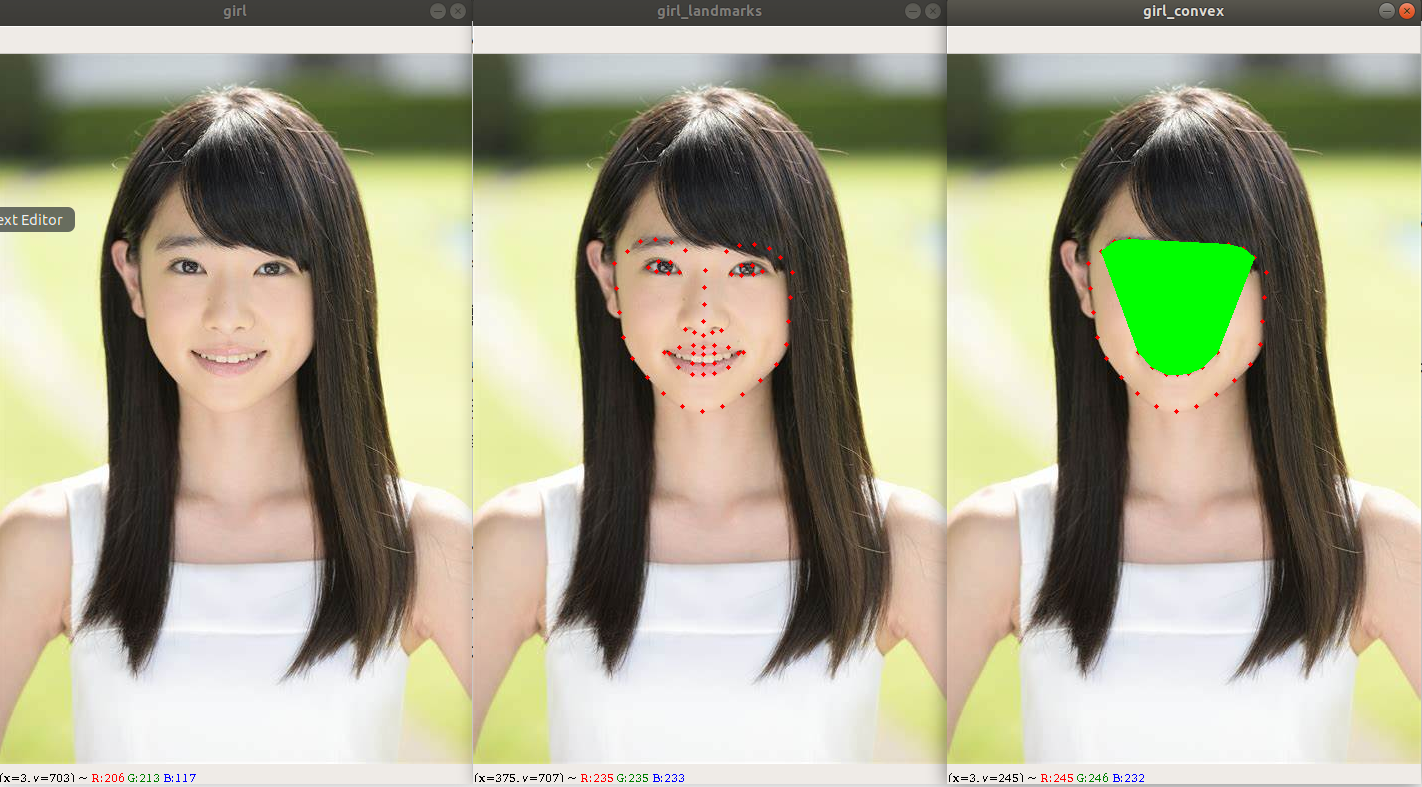 girl
girl_landmarks
girl_convex
ext Editor
(x=3, y=703) ~ R:206 G:213 B:117
(x=375, y=707) ~ R:235 G:235 B:233
(x=3, y=245) ~ R:245 G:246 B:232